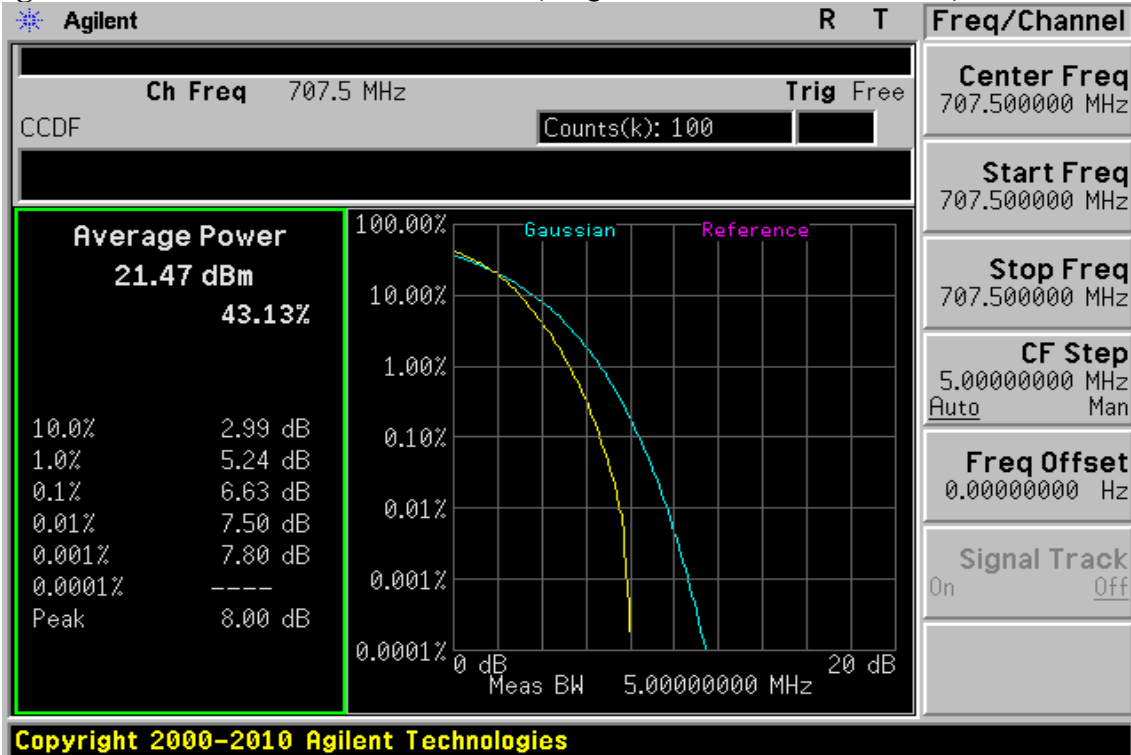 Agilent R T
Ch Freq 707.5 MHz Trig Free
CCDF Counts(k): 100
Average Power
21.47 dBm
43.13%
10.0% 2.99 dB
1.0% 5.24 dB
0.1% 6.63 dB
0.01% 7.50 dB
0.001% 7.80 dB
0.0001% ----
Peak 8.00 dB
Gaussian Reference
100.00%
10.00%
1.00%
0.10%
0.01%
0.001%
0.0001%
0 dB 20 dB
Meas BW 5.00000000 MHz
Freq/Channel
Center Freq
707.500000 MHz
Start Freq
707.500000 MHz
Stop Freq
707.500000 MHz
CF Step
5.00000000 MHz
Auto Man
Freq Offset
0.00000000 Hz
Signal Track
On Off
Copyright 2000-2010 Agilent Technologies